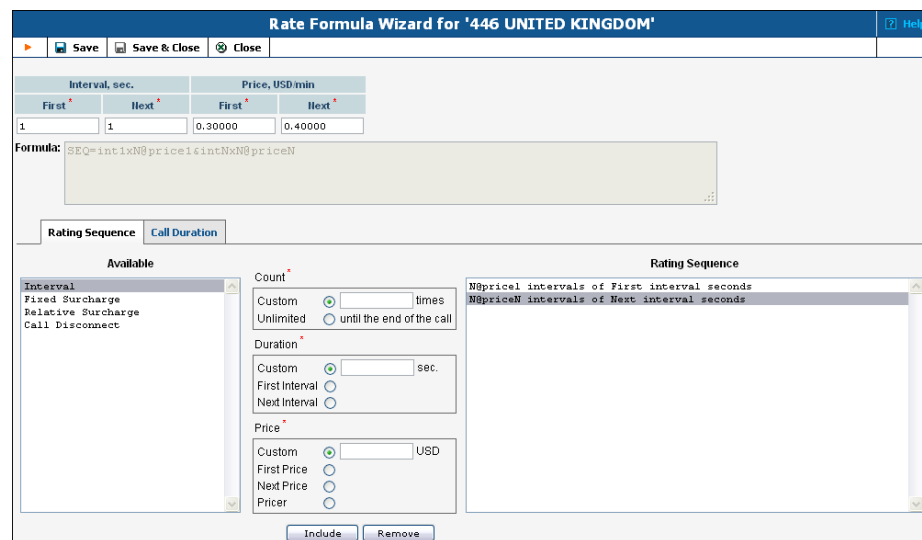 Rate Formula Wizard for '446 UNITED KINGDOM'
? Help
Save Save & Close Close
Interval, sec. Price, USD/min
First * Next * First * Next *
1 1 0.30000 0.40000
Formula: SEQ=int1xN@price1&intNxN@priceN
Rating Sequence Call Duration
Available
Interval
Fixed Surcharge
Relative Surcharge
Call Disconnect
Count *
Custom times
Unlimited until the end of the call
Duration *
Custom sec.
First Interval
Next Interval
Price *
Custom USD
First Price
Next Price
Pricer
Include Remove
Rating Sequence
N@price1 intervals of First interval seconds
N@priceN intervals of Next interval seconds